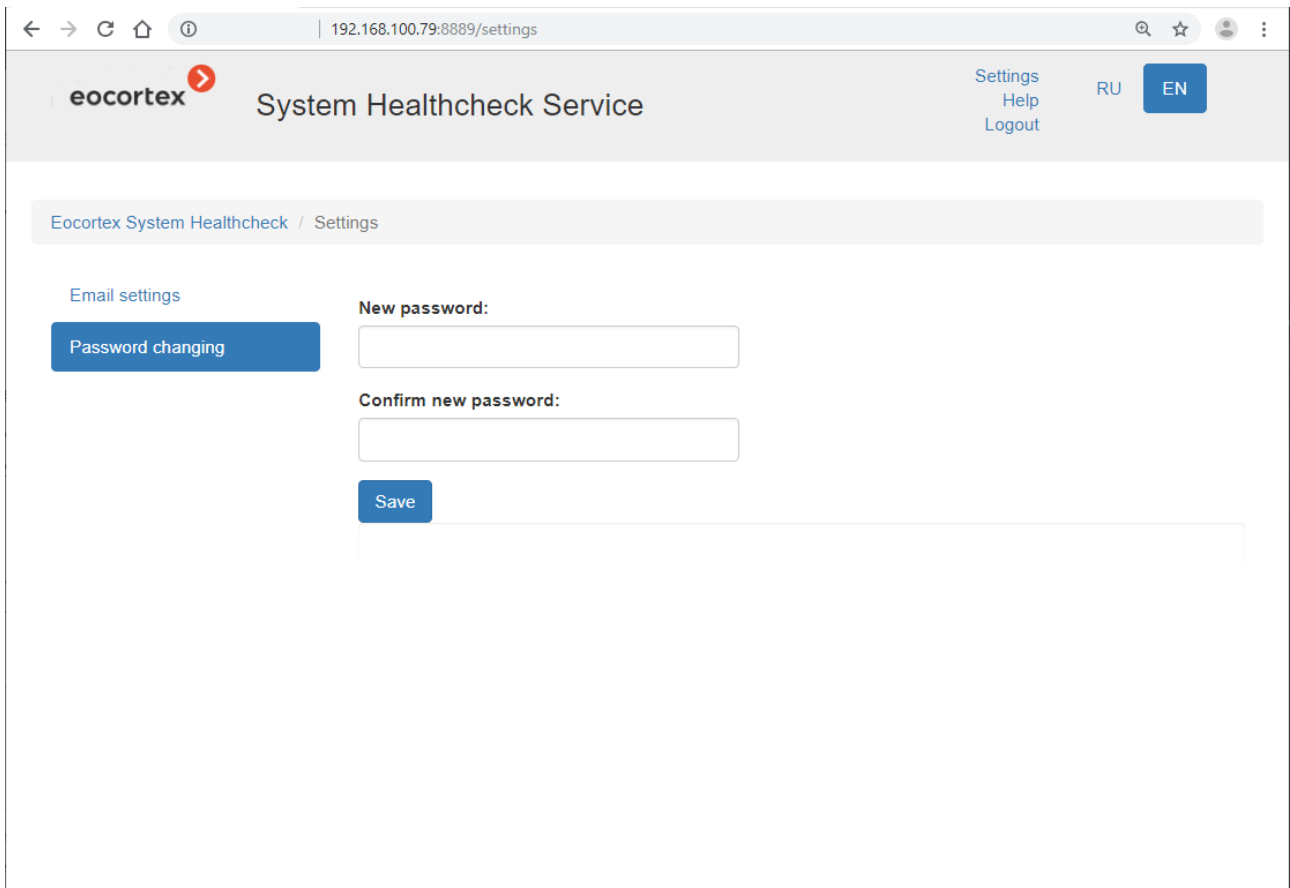 192.168.100.79:8889/settings
eocortex
System Healthcheck Service
Settings
Help
Logout
RU
EN
Eocortex System Healthcheck / Settings
Email settings
Password changing
New password:
Confirm new password:
Save